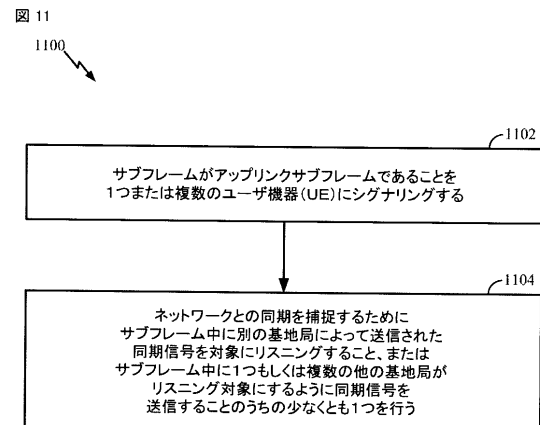 図 11
1100
1102
サブフレームがアップリンクサブフレームであることを
1つまたは複数のユーザ機器(UE)にシグナリングする
1104
ネットワークとの同期を捕捉するために
サブフレーム中に別の基地局によって送信された
同期信号を対象にリスニングすること、または
サブフレーム中に1つもしくは複数の他の基地局が
リスニング対象にするように同期信号を
送信することのうちの少なくとも1つを行う